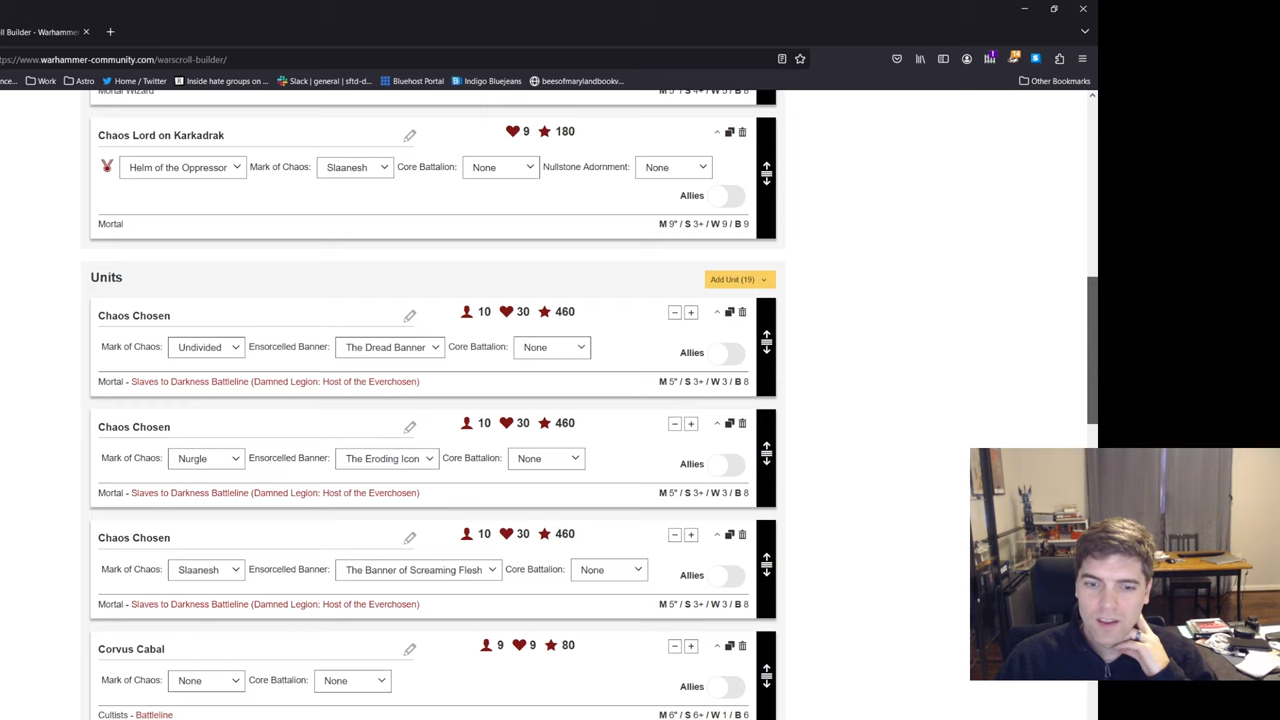 ll Builder - Warhammer
ttps://www.warhammer-community.com/warscroll-builder/
ence... Work Astro Home / Twitter Inside hate groups on ... Slack | general | sftd-d... Bluehost Portal Indigo Bluejeans beesofmarylandbookv... Other Bookmarks
Mortal Wizard M 5" / S 4+ / W 5 / B 8
Chaos Lord on Karkadrak 9 180
Helm of the Oppressor Mark of Chaos: Slaanesh Core Battalion: None Nullstone Adornment: None
Allies
Mortal M 9" / S 3+ / W 9 / B 9
Units Add Unit (19)
Chaos Chosen 10 30 460
Mark of Chaos: Undivided Ensorcelled Banner: The Dread Banner Core Battalion: None
Allies
Mortal - Slaves to Darkness Battleline (Damned Legion: Host of the Everchosen) M 5" / S 3+ / W 3 / B 8
Chaos Chosen 10 30 460
Mark of Chaos: Nurgle Ensorcelled Banner: The Eroding Icon Core Battalion: None
Allies
Mortal - Slaves to Darkness Battleline (Damned Legion: Host of the Everchosen) M 5" / S 3+ / W 3 / B 8
Chaos Chosen 10 30 460
Mark of Chaos: Slaanesh Ensorcelled Banner: The Banner of Screaming Flesh Core Battalion: None
Allies
Mortal - Slaves to Darkness Battleline (Damned Legion: Host of the Everchosen) M 5" / S 3+ / W 3 / B 8
Corvus Cabal 9 9 80
Mark of Chaos: None Core Battalion: None
Allies
Cultists - Battleline M 6" / S 6+ / W 1 / B 6